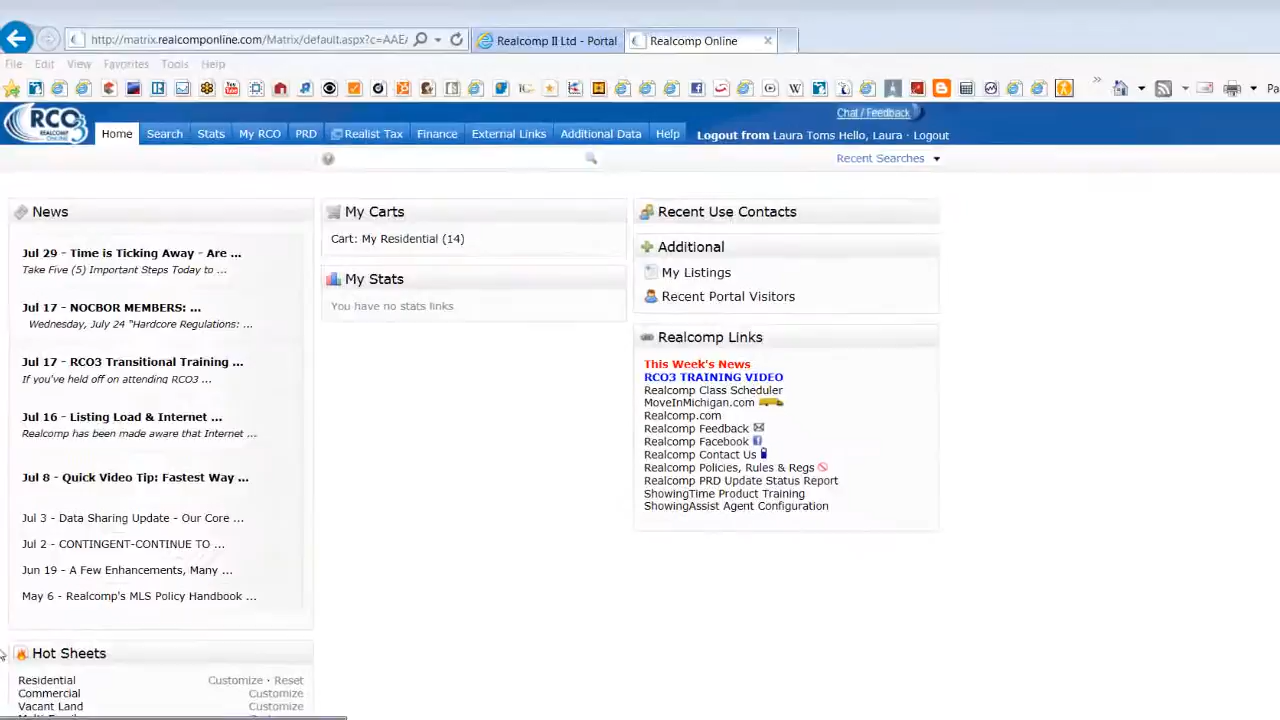 http://matrix.realcomponline.com/Matrix/default.aspx?c=AAEA
Realcomp II Ltd - Portal
Realcomp Online
File Edit View Favorites Tools Help
RCO3
REALCOMP ONLINE
Chat / Feedback
Home Search Stats My RCO PRD Realist Tax Finance External Links Additional Data Help
Logout from Laura Toms Hello, Laura · Logout
Recent Searches
News
Jul 29 - Time is Ticking Away - Are ...
Take Five (5) Important Steps Today to ...
Jul 17 - NOCBOR MEMBERS: ...
Wednesday, July 24 "Hardcore Regulations: ...
Jul 17 - RCO3 Transitional Training ...
If you've held off on attending RCO3 ...
Jul 16 - Listing Load & Internet ...
Realcomp has been made aware that Internet ...
Jul 8 - Quick Video Tip: Fastest Way ...
Jul 3 - Data Sharing Update - Our Core ...
Jul 2 - CONTINGENT-CONTINUE TO ...
Jun 19 - A Few Enhancements, Many ...
May 6 - Realcomp's MLS Policy Handbook ...
Hot Sheets
Residential Customize · Reset
Commercial Customize
Vacant Land Customize
My Carts
Cart: My Residential (14)
My Stats
You have no stats links
Recent Use Contacts
Additional
My Listings
Recent Portal Visitors
Realcomp Links
This Week's News
RCO3 TRAINING VIDEO
Realcomp Class Scheduler
MoveInMichigan.com
Realcomp.com
Realcomp Feedback
Realcomp Facebook
Realcomp Contact Us
Realcomp Policies, Rules & Regs
Realcomp PRD Update Status Report
ShowingTime Product Training
ShowingAssist Agent Configuration